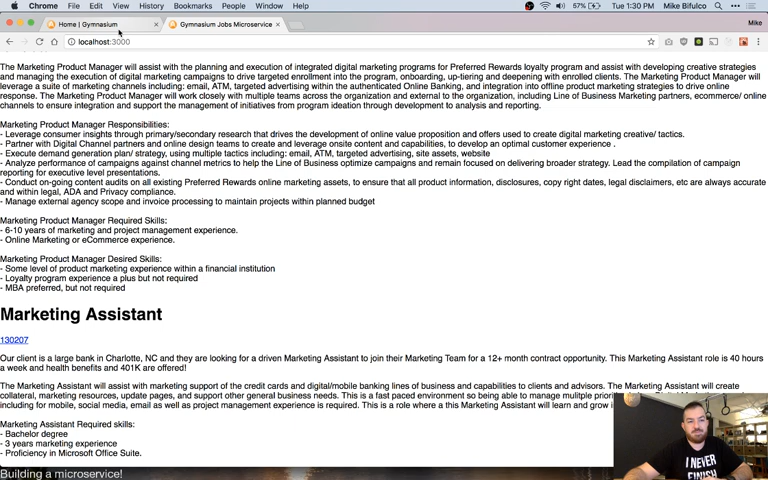 Chrome File Edit View History Bookmarks People Window Help 57% Tue 1:30 PM Mike Bifulco
Home | Gymnasium Gymnasium Jobs Microservice Mike
localhost:3000
The Marketing Product Manager will assist with the planning and execution of integrated digital marketing programs for Preferred Rewards loyalty program and assist with developing creative strategies
and managing the execution of digital marketing campaigns to drive targeted enrollment into the program, onboarding, up-tiering and deepening with enrolled clients. The Marketing Product Manager will
leverage a suite of marketing channels including: email, ATM, targeted advertising within the authenticated Online Banking, and integration into offline product marketing strategies to drive online
response. The Marketing Product Manager will work closely with multiple teams across the organization and external to the organization, including Line of Business Marketing partners, ecommerce/ online
channels to ensure integration and support the management of initiatives from program ideation through development to analysis and reporting.
Marketing Product Manager Responsibilities:
- Leverage consumer insights through primary/secondary research that drives the development of online value proposition and offers used to create digital marketing creative/ tactics.
- Partner with Digital Channel partners and online design teams to create and leverage onsite content and capabilities, to develop an optimal customer experience .
- Execute demand generation plan/ strategy, using multiple tactics including: email, ATM, targeted advertising, site assets, website
- Analyze performance of campaigns against channel metrics to help the Line of Business optimize campaigns and remain focused on delivering broader strategy. Lead the compilation of campaign
reporting for executive level presentations.
- Conduct on-going content audits on all existing Preferred Rewards online marketing assets, to ensure that all product information, disclosures, copy right dates, legal disclaimers, etc are always accurate
and within legal, ADA and Privacy compliance.
- Manage external agency scope and invoice processing to maintain projects within planned budget
Marketing Product Manager Required Skills:
- 6-10 years of marketing and project management experience.
- Online Marketing or eCommerce experience.
Marketing Product Manager Desired Skills:
- Some level of product marketing experience within a financial institution
- Loyalty program experience a plus but not required
- MBA preferred, but not required
Marketing Assistant
130207
Our client is a large bank in Charlotte, NC and they are looking for a driven Marketing Assistant to join their Marketing Team for a 12+ month contract opportunity. This Marketing Assistant role is 40 hours
a week and health benefits and 401K are offered!
The Marketing Assistant will assist with marketing support of the credit cards and digital/mobile banking lines of business and capabilities to clients and advisors. The Marketing Assistant will create
collateral, marketing resources, update pages, and support other general business needs. This is a fast paced environment so being able to manage mulitple prioriti
including for mobile, social media, email as well as project management experience is required. This is a role where a this Marketing Assistant will learn and grow i
Marketing Assistant Required skills:
- Bachelor degree
- 3 years marketing experience
- Proficiency in Microsoft Office Suite.
Building a microservice!
I NEVER
FINISH